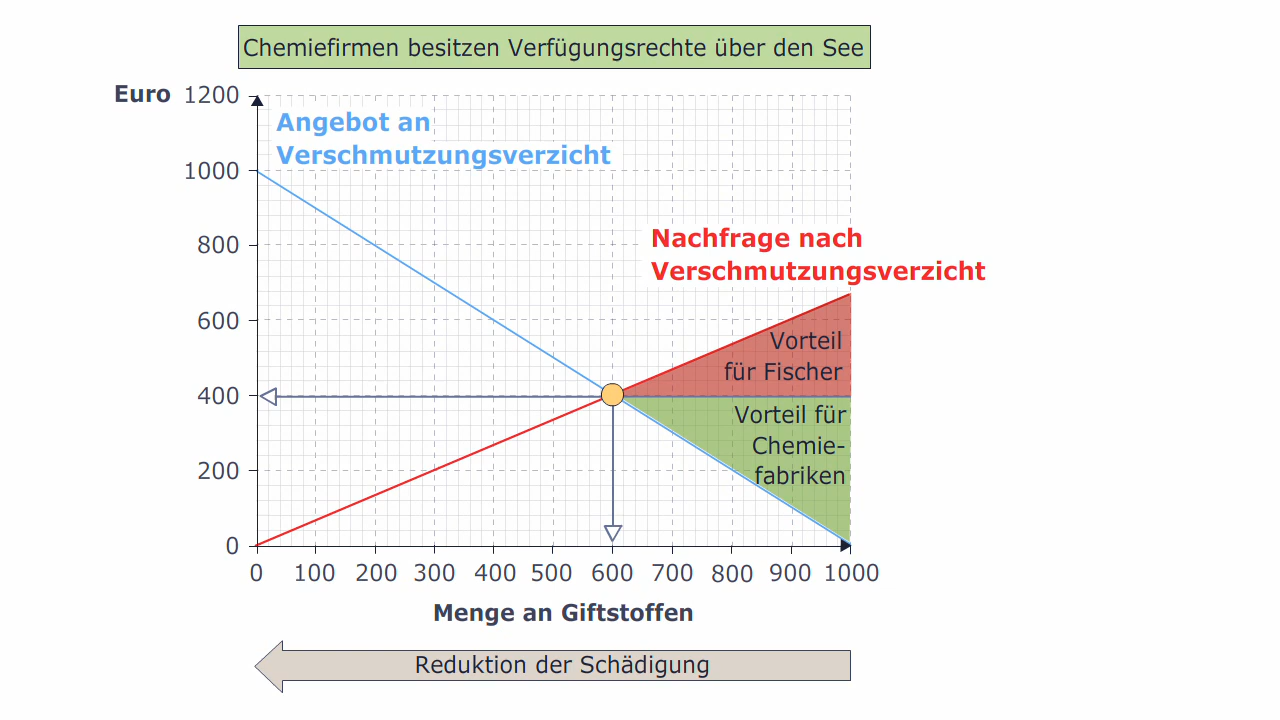 Chemiefirmen besitzen Verfügungsrechte über den See
Euro
1200
1000
800
600
400
200
0
Angebot an
Verschmutzungsverzicht
Nachfrage nach
Verschmutzungsverzicht
Vorteil
für Fischer
Vorteil für
Chemie-
fabriken
0 100 200 300 400 500 600 700 800 900 1000
Menge an Giftstoffen
Reduktion der Schädigung